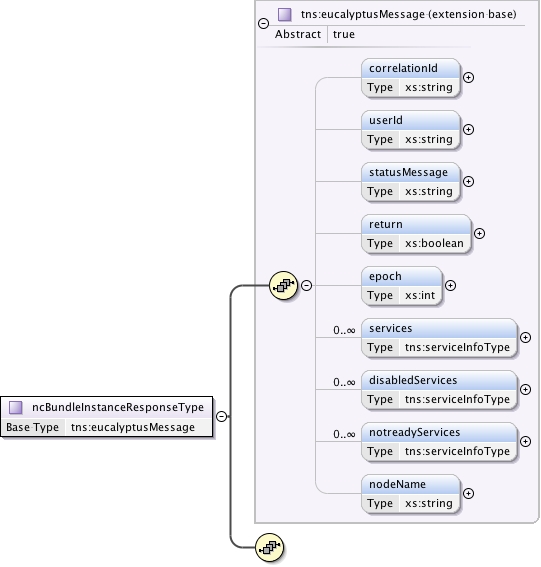 tns:eucalyptusMessage (extension base)
Abstract true
correlationId
Type xs:string
userId
Type xs:string
statusMessage
Type xs:string
return
Type xs:boolean
epoch
Type xs:int
0..∞ services
Type tns:serviceInfoType
0..∞ disabledServices
Type tns:serviceInfoType
0..∞ notreadyServices
Type tns:serviceInfoType
nodeName
Type xs:string
ncBundleInstanceResponseType
Base Type tns:eucalyptusMessage